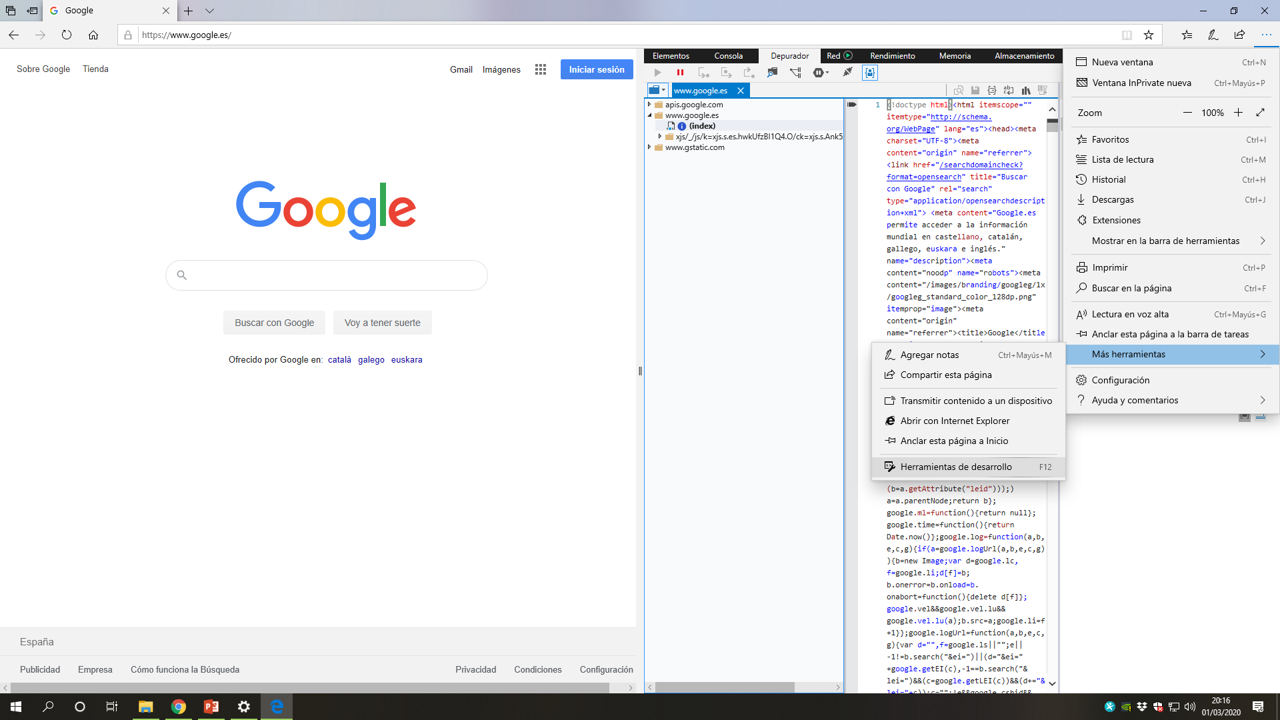 Google
https://www.google.es/
obre Google Tienda
Gmail Imágenes
Iniciar sesión
Google
Buscar con Google
Voy a tener suerte
Ofrecido por Google en: català galego euskara
España
Publicidad Empresa Cómo funciona la Búsqueda
Privacidad Condiciones Configuración
Elementos Consola Depurador Red Rendimiento Memoria Almacenamiento
www.google.es
apis.google.com
www.google.es
(index)
xjs/_/js/k=xjs.s.es.hwkUfzBl1Q4.O/ck=xjs.s.Ank5
www.gstatic.com
1
<!doctype html><html itemscope=""
itemtype="http://schema.
org/WebPage" lang="es"><head><meta
charset="UTF-8"><meta
content="origin" name="referrer">
<link href="/searchdomaincheck?
format=opensearch" title="Buscar
con Google" rel="search"
type="application/opensearchdescript
ion+xml"> <meta content="Google.es
permite acceder a la información
mundial en castellano, catalán,
gallego, euskara e inglés."
name="description"><meta
content="noodp" name="robots"><meta
content="/images/branding/googleg/1x
/googleg_standard_color_128dp.png"
itemprop="image"><meta
content="origin"
name="referrer"><title>Google</title
(b=a.getAttribute("leid")));)
a=a.parentNode;return b};
google.ml=function(){return null};
google.time=function(){return
Date.now()};google.log=function(a,b,
e,c,g){if(a=google.logUrl(a,b,e,c,g)
){b=new Image;var d=google.lc,
f=google.li;d[f]=b;
b.onerror=b.onload=b.
onabort=function(){delete d[f]};
google.vel&&google.vel.lu&&
google.vel.lu(a);b.src=a;google.li=f
+1}};google.logUrl=function(a,b,e,c,
g){var d="",f=google.ls||"";e||
-1!=b.search("&ei=")||(d="&ei="
+google.getEI(c),-1==b.search("&
lei=")&&(c=google.getLEI(c))&&(d+="&
Nueva ventana Ctrl+N
Ventana InPrivate nueva Mayús+Ctrl+P
Zoom 100%
Favoritos Ctrl+I
Lista de lectura Ctrl+M
Historial Ctrl+H
Descargas Ctrl+J
Extensiones
Mostrar en la barra de herramientas
Imprimir Ctrl+P
Buscar en la página Ctrl+F
Lectura en voz alta Ctrl+Mayús+G
Anclar esta página a la barra de tareas
Más herramientas
Configuración
Ayuda y comentarios
Agregar notas Ctrl+Mayús+M
Compartir esta página
Transmitir contenido a un dispositivo
Abrir con Internet Explorer
Anclar esta página a Inicio
Herramientas de desarrollo F12
20:16
01/03/2020